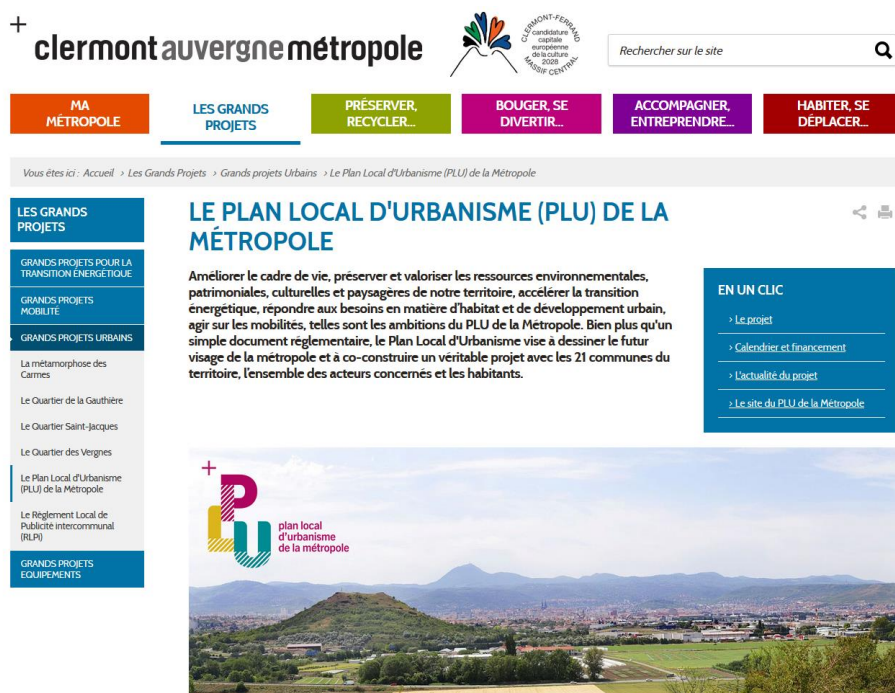 clermont auvergne métropole
CLERMONT-FERRAND
candidature
capitale
européenne
de la culture
2028
MASSIF CENTRAL
Rechercher sur le site
MA
MÉTROPOLE
LES GRANDS
PROJETS
PRÉSERVER,
RECYCLER...
BOUGER, SE
DIVERTIR...
ACCOMPAGNER,
ENTREPRENDRE...
HABITER, SE
DÉPLACER...
Vous êtes ici : Accueil > Les Grands Projets > Grands projets Urbains > Le Plan Local d'Urbanisme (PLU) de la Métropole
LES GRANDS
PROJETS
GRANDS PROJETS POUR LA
TRANSITION ÉNERGÉTIQUE
GRANDS PROJETS
MOBILITÉ
GRANDS PROJETS URBAINS
La métamorphose des
Carmes
Le Quartier de la Gauthière
Le Quartier Saint-Jacques
Le Quartier des Vergnes
Le Plan Local d'Urbanisme
(PLU) de la Métropole
Le Règlement Local de
Publicité intercommunal
(RLPi)
GRANDS PROJETS
EQUIPEMENTS
LE PLAN LOCAL D'URBANISME (PLU) DE LA
MÉTROPOLE
Améliorer le cadre de vie, préserver et valoriser les ressources environnementales,
patrimoniales, culturelles et paysagères de notre territoire, accélérer la transition
énergétique, répondre aux besoins en matière d'habitat et de développement urbain,
agir sur les mobilités, telles sont les ambitions du PLU de la Métropole. Bien plus qu'un
simple document réglementaire, le Plan Local d'Urbanisme vise à dessiner le futur
visage de la métropole et à co-construire un véritable projet avec les 21 communes du
territoire, l'ensemble des acteurs concernés et les habitants.
EN UN CLIC
> Le projet
> Calendrier et financement
> L'actualité du projet
> Le site du PLU de la Métropole
PLU
plan local
d'urbanisme
de la métropole